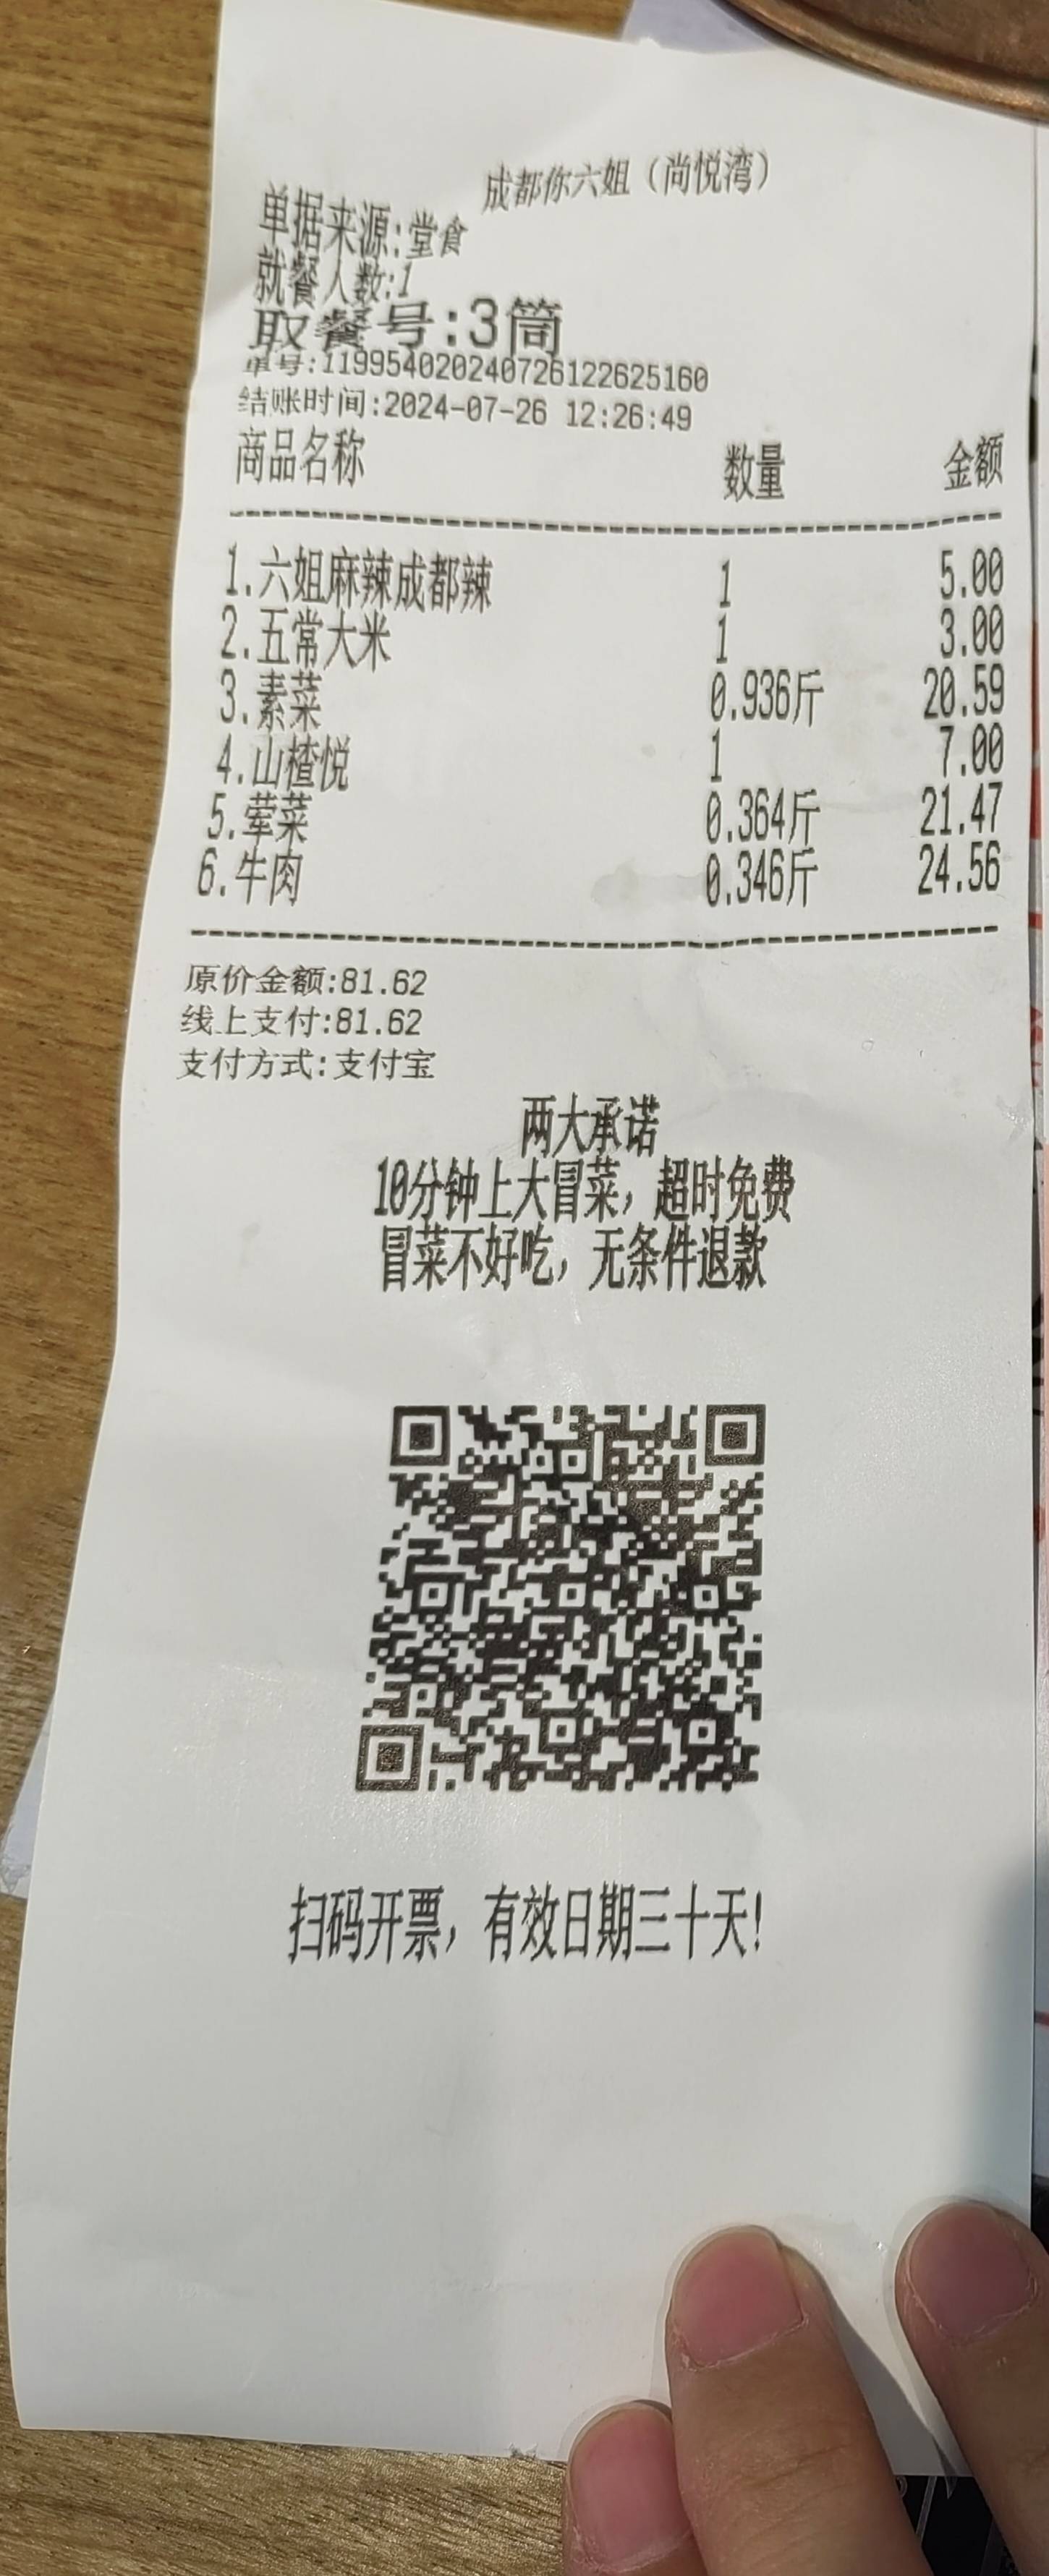 成都你六姐（尚悦湾）
单据来源:堂食
就餐人数:1
取餐号:3筒
单号:119954020240726122625160
结账时间:2024-07-26 12:26:49
商品名称 数量 金额
1.六姐麻辣成都辣 1 5.00
2.五常大米 1 3.00
3.素菜 0.936斤 20.59
4.山楂悦 1 7.00
5.荤菜 0.364斤 21.47
6.牛肉 0.346斤 24.56
原价金额:81.62
线上支付:81.62
支付方式:支付宝
两大承诺
10分钟上大冒菜，超时免费
冒菜不好吃，无条件退款
扫码开票，有效日期三十天!